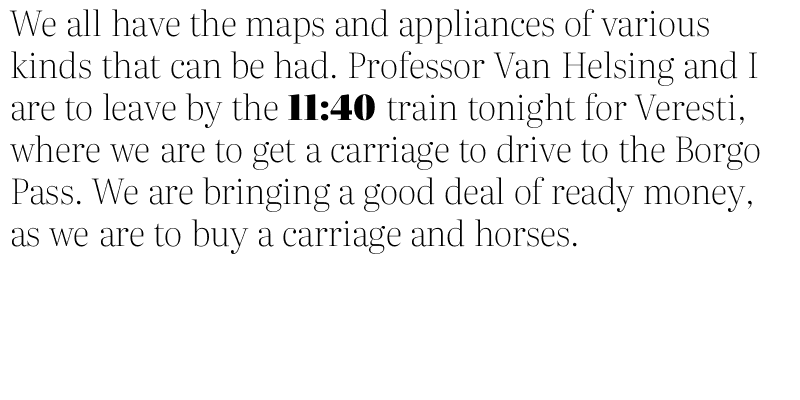 We all have the maps and appliances of various
kinds that can be had. Professor Van Helsing and I
are to leave by the 11:40 train tonight for Veresti,
where we are to get a carriage to drive to the Borgo
Pass. We are bringing a good deal of ready money,
as we are to buy a carriage and horses.